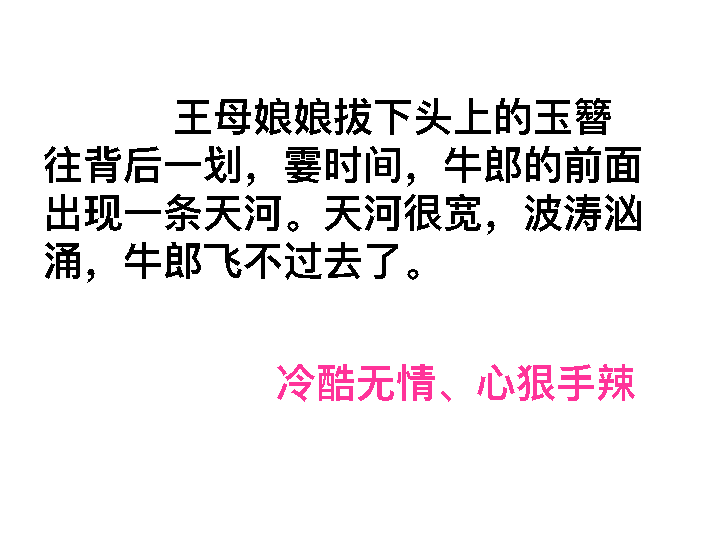 王母娘娘拔下头上的玉簪
往背后一划，霎时间，牛郎的前面
出现一条天河。天河很宽，波涛汹
涌，牛郎飞不过去了。
冷酷无情、心狠手辣